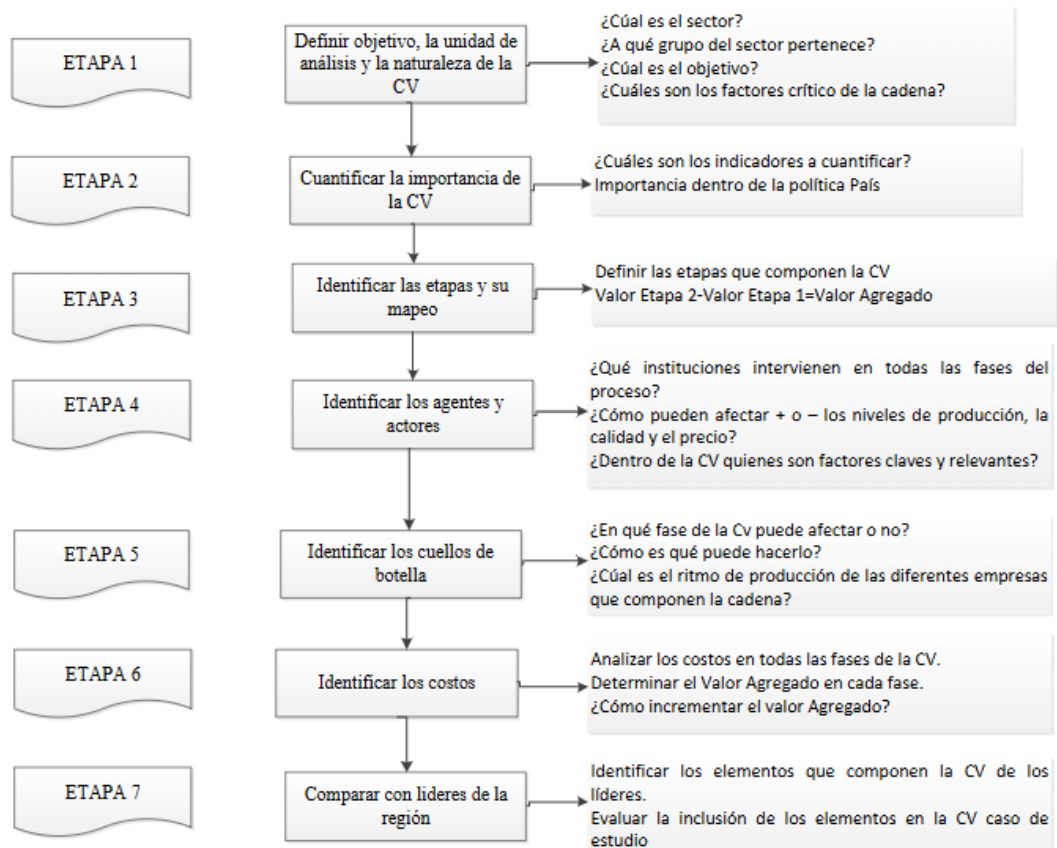 ETAPA 1
Definir objetivo, la unidad de
análisis y la naturaleza de la
CV
¿Cúal es el sector?
¿A qué grupo del sector pertenece?
¿Cúal es el objetivo?
¿Cuáles son los factores crítico de la cadena?
ETAPA 2
Cuantificar la importancia de
la CV
¿Cuáles son los indicadores a cuantificar?
Importancia dentro de la política País
ETAPA 3
Identificar las etapas y su
mapeo
Definir las etapas que componen la CV
Valor Etapa 2-Valor Etapa 1=Valor Agregado
ETAPA 4
Identificar los agentes y
actores
¿Qué instituciones intervienen en todas las fases del
proceso?
¿Cómo pueden afectar + o – los niveles de producción, la
calidad y el precio?
¿Dentro de la CV quienes son factores claves y relevantes?
ETAPA 5
Identificar los cuellos de
botella
¿En qué fase de la Cv puede afectar o no?
¿Cómo es qué puede hacerlo?
¿Cúal es el ritmo de producción de las diferentes empresas
que componen la cadena?
ETAPA 6
Identificar los costos
Analizar los costos en todas las fases de la CV.
Determinar el Valor Agregado en cada fase.
¿Cómo incrementar el valor Agregado?
ETAPA 7
Comparar con lideres de la
región
Identificar los elementos que componen la CV de los
líderes.
Evaluar la inclusión de los elementos en la CV caso de
estudio